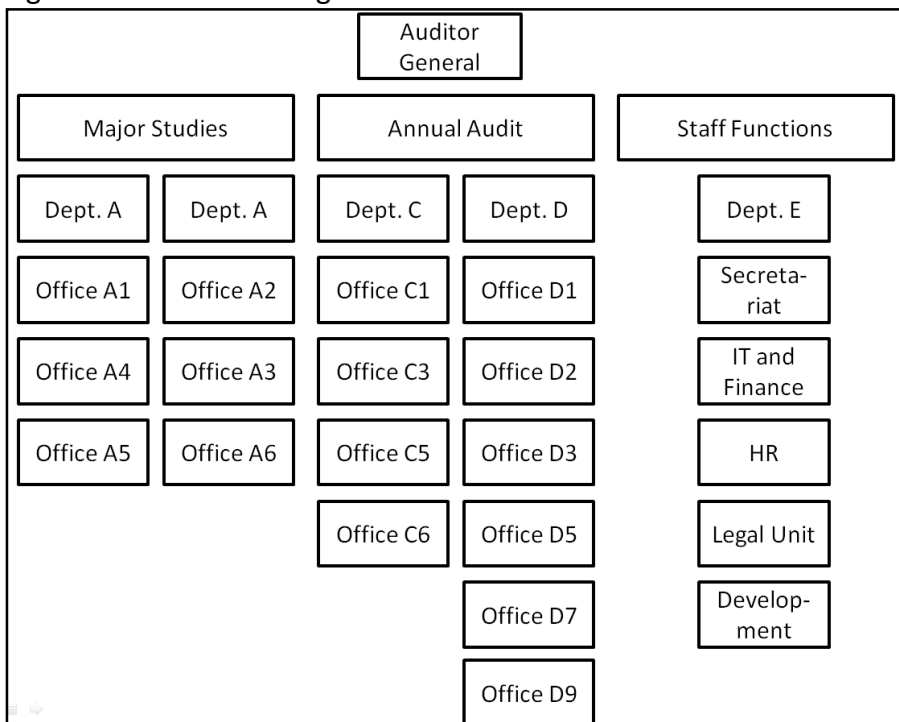 Auditor
General
Major Studies
Annual Audit
Staff Functions
Dept. A
Dept. A
Dept. C
Dept. D
Dept. E
Office A1
Office A2
Office C1
Office D1
Secreta-
riat
Office A4
Office A3
Office C3
Office D2
IT and
Finance
Office A5
Office A6
Office C5
Office D3
HR
Office C6
Office D5
Legal Unit
Office D7
Develop-
ment
Office D9